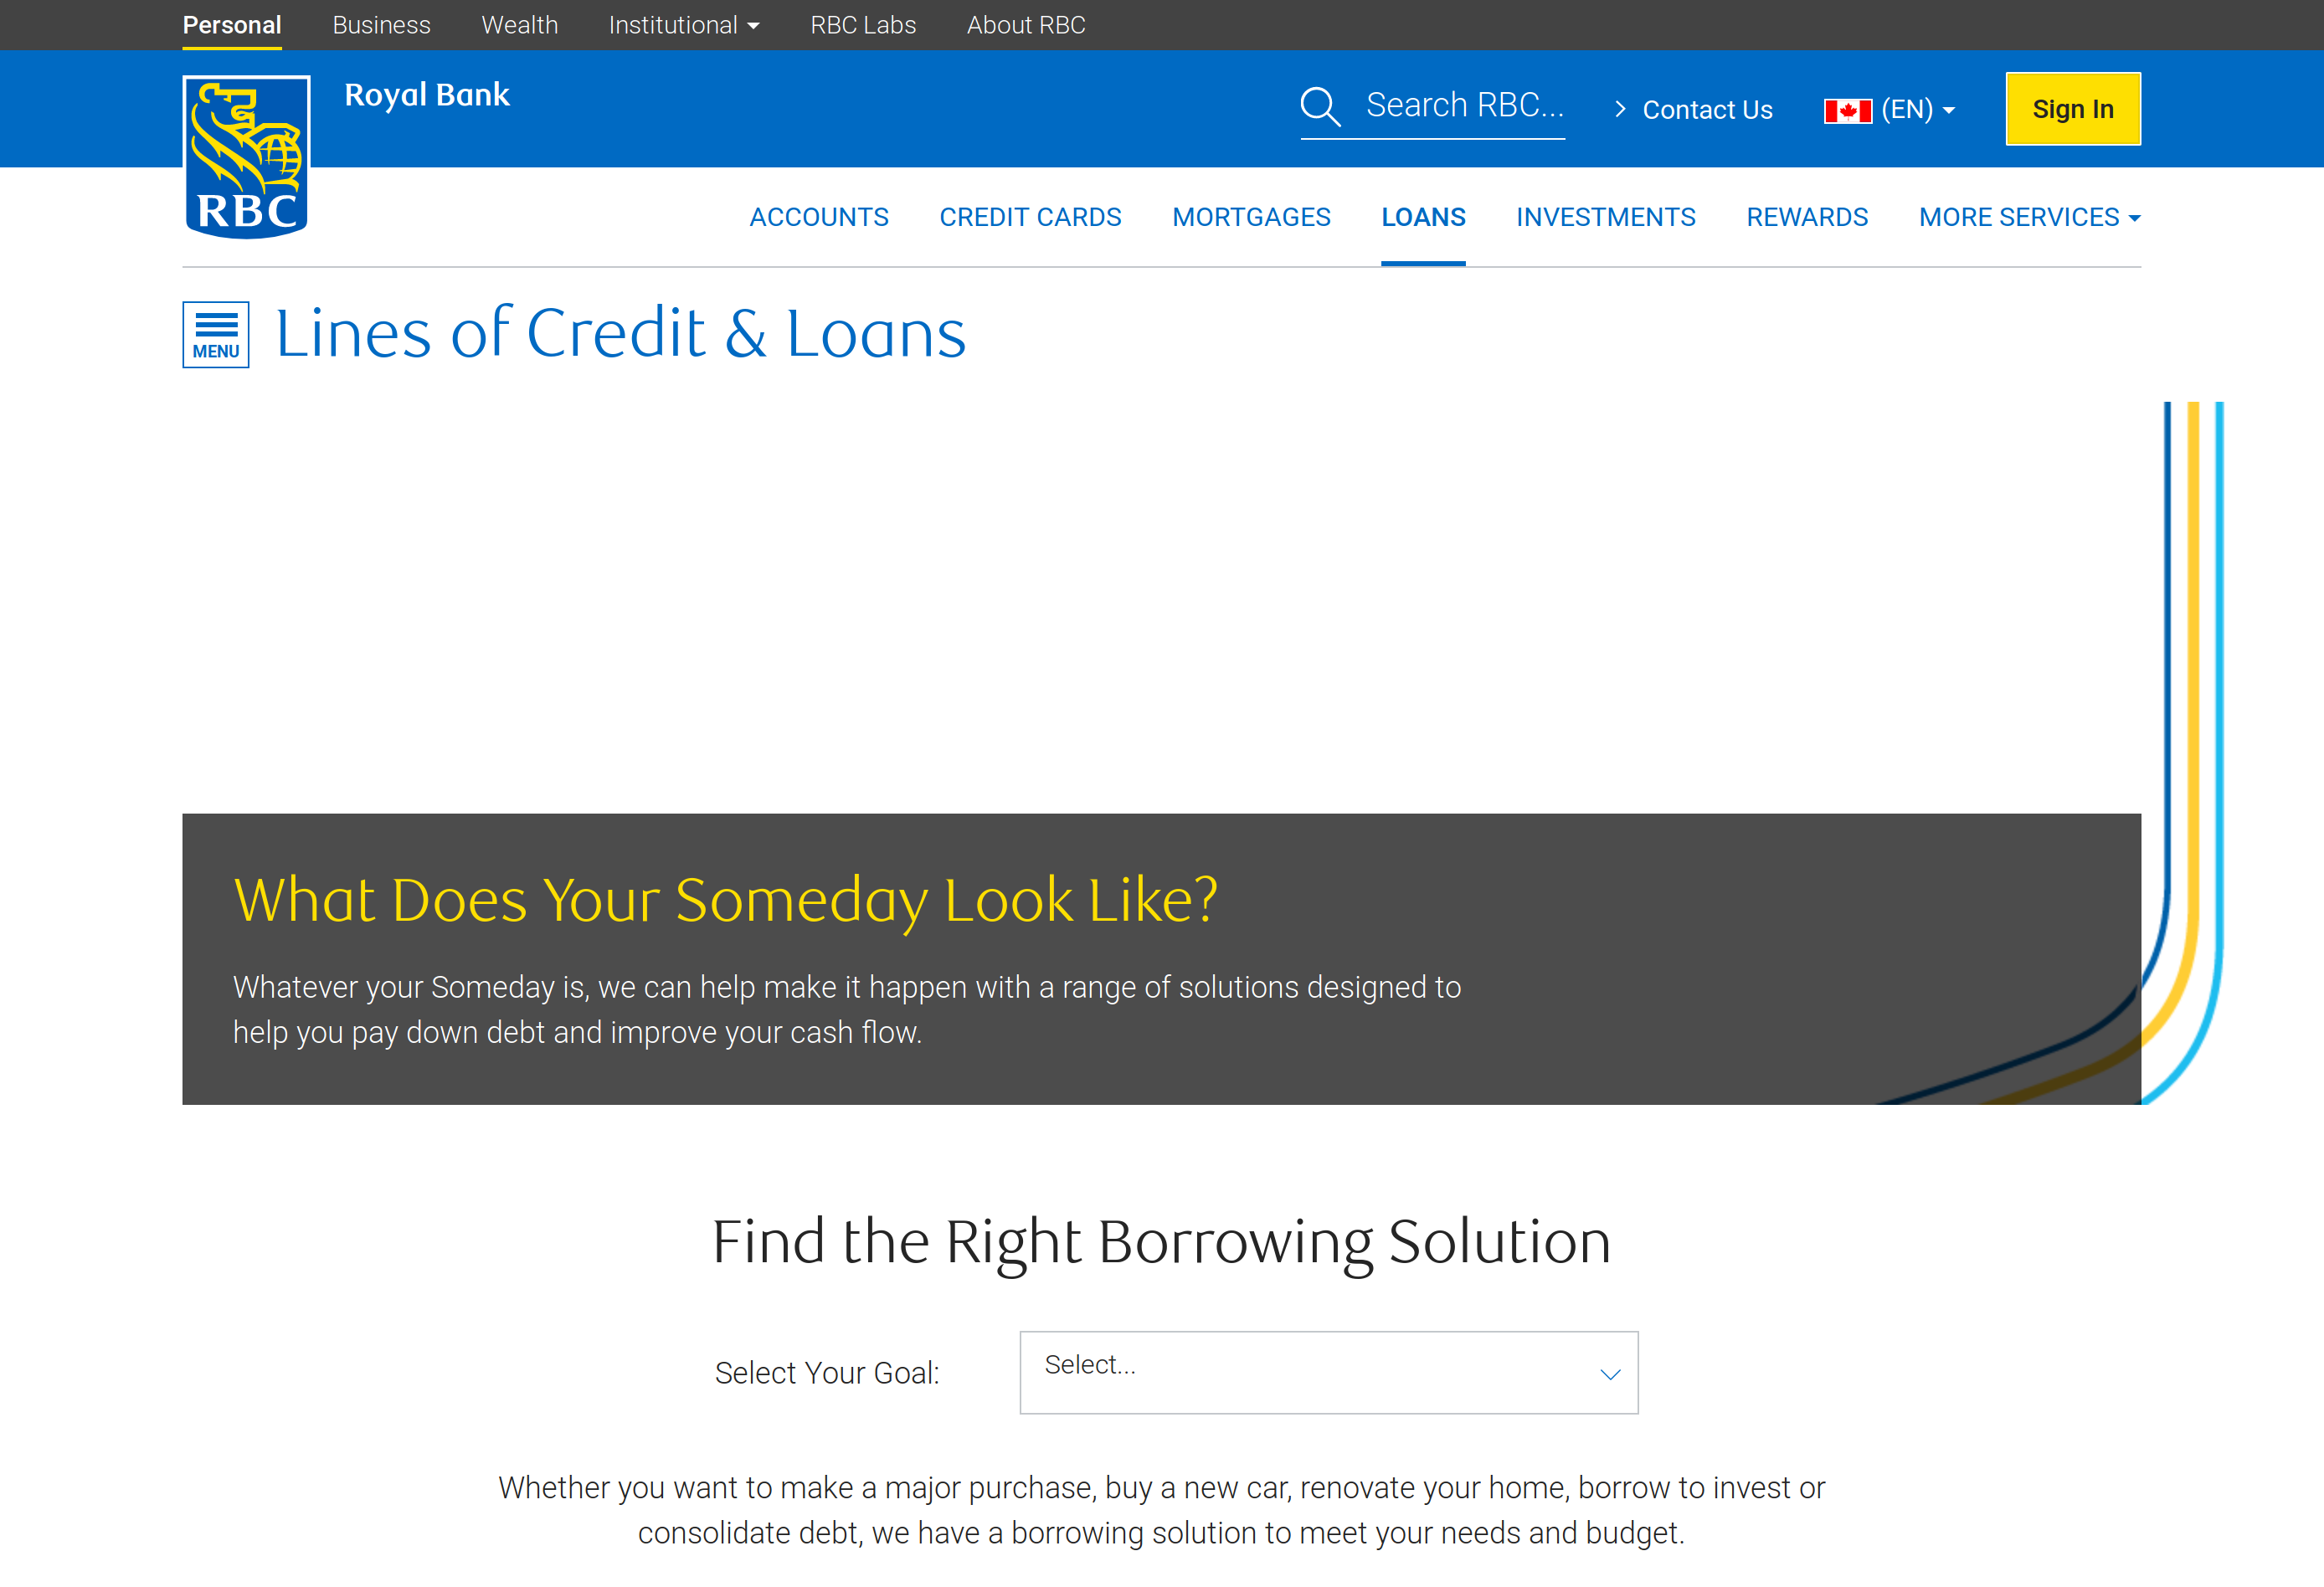 Personal Business Wealth Institutional RBC Labs About RBC
RBC
Royal Bank
Search RBC... Contact Us (EN) Sign In
ACCOUNTS CREDIT CARDS MORTGAGES LOANS INVESTMENTS REWARDS MORE SERVICES
MENU
Lines of Credit & Loans
What Does Your Someday Look Like?
Whatever your Someday is, we can help make it happen with a range of solutions designed to
help you pay down debt and improve your cash flow.
Find the Right Borrowing Solution
Select Your Goal: Select...
Whether you want to make a major purchase, buy a new car, renovate your home, borrow to invest or
consolidate debt, we have a borrowing solution to meet your needs and budget.